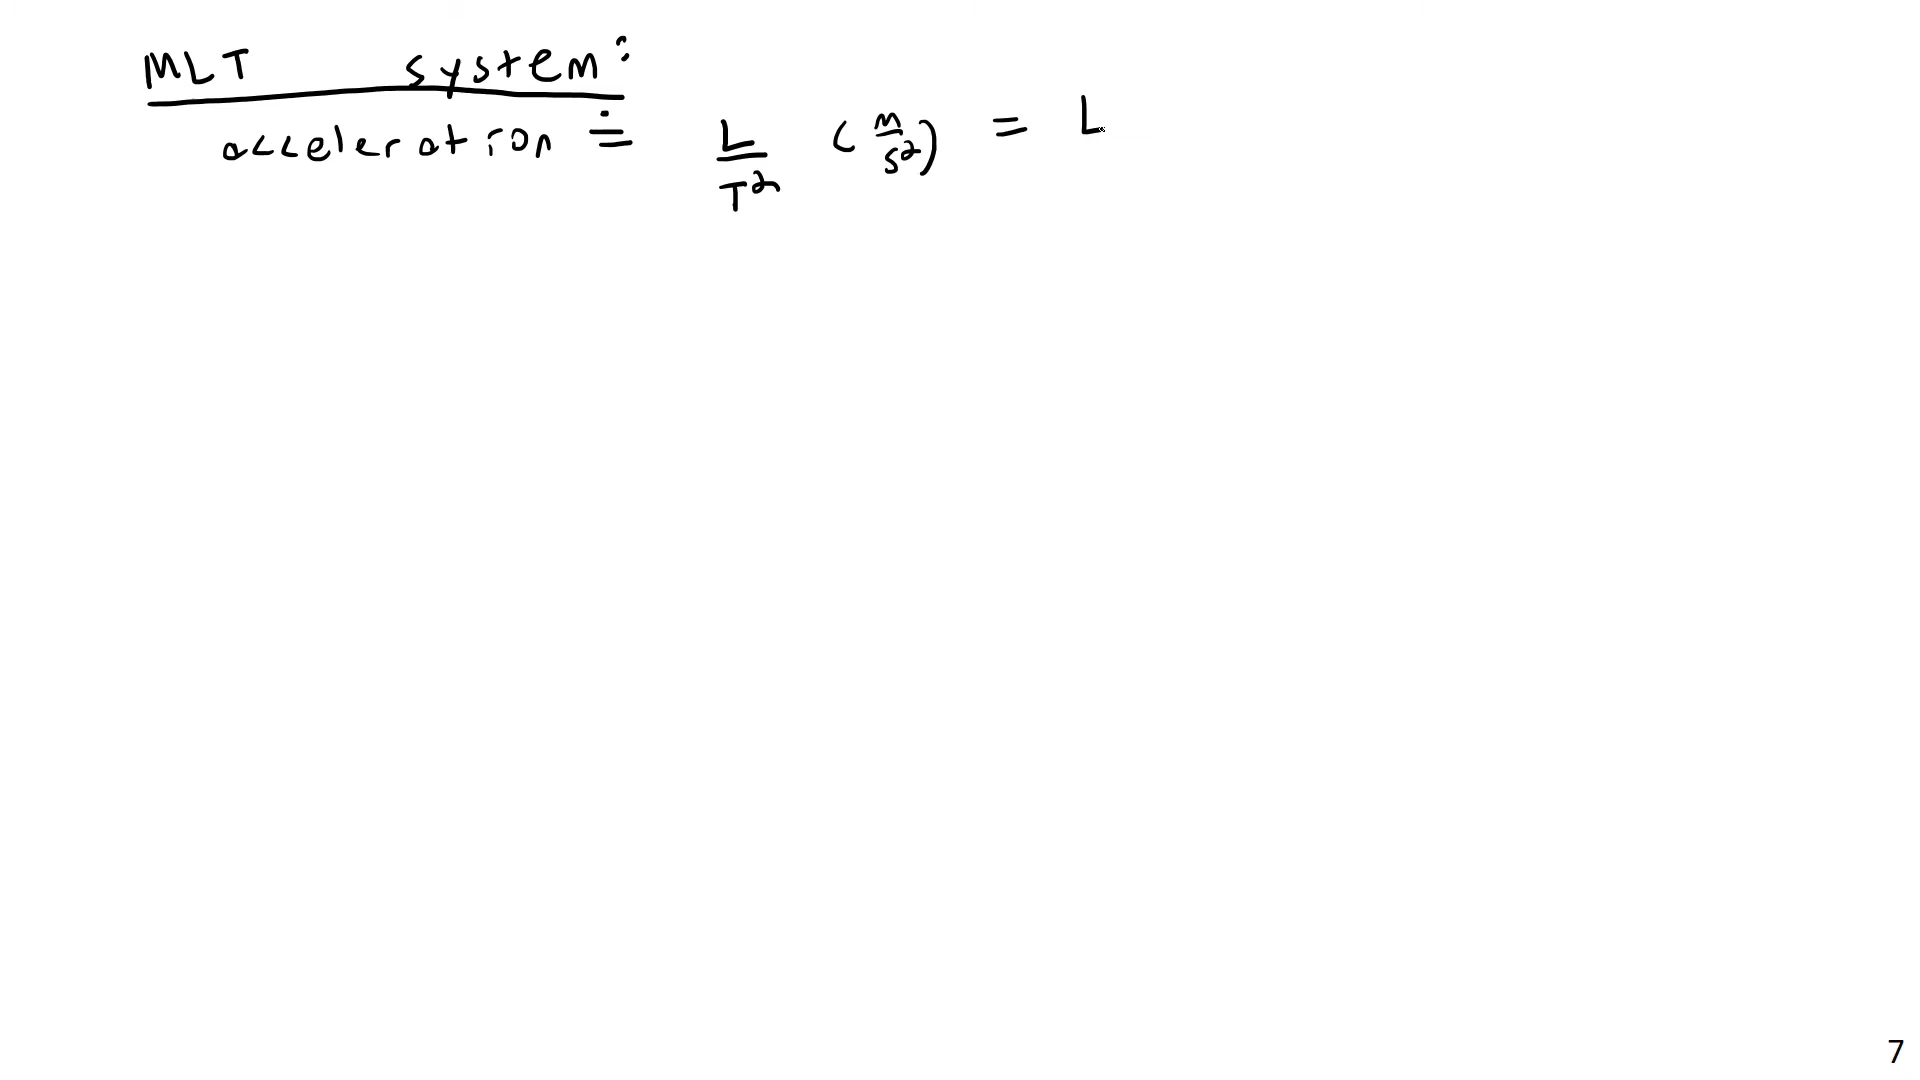 MLT system:
acceleration ≐ L/T² (m/s²) = L
7